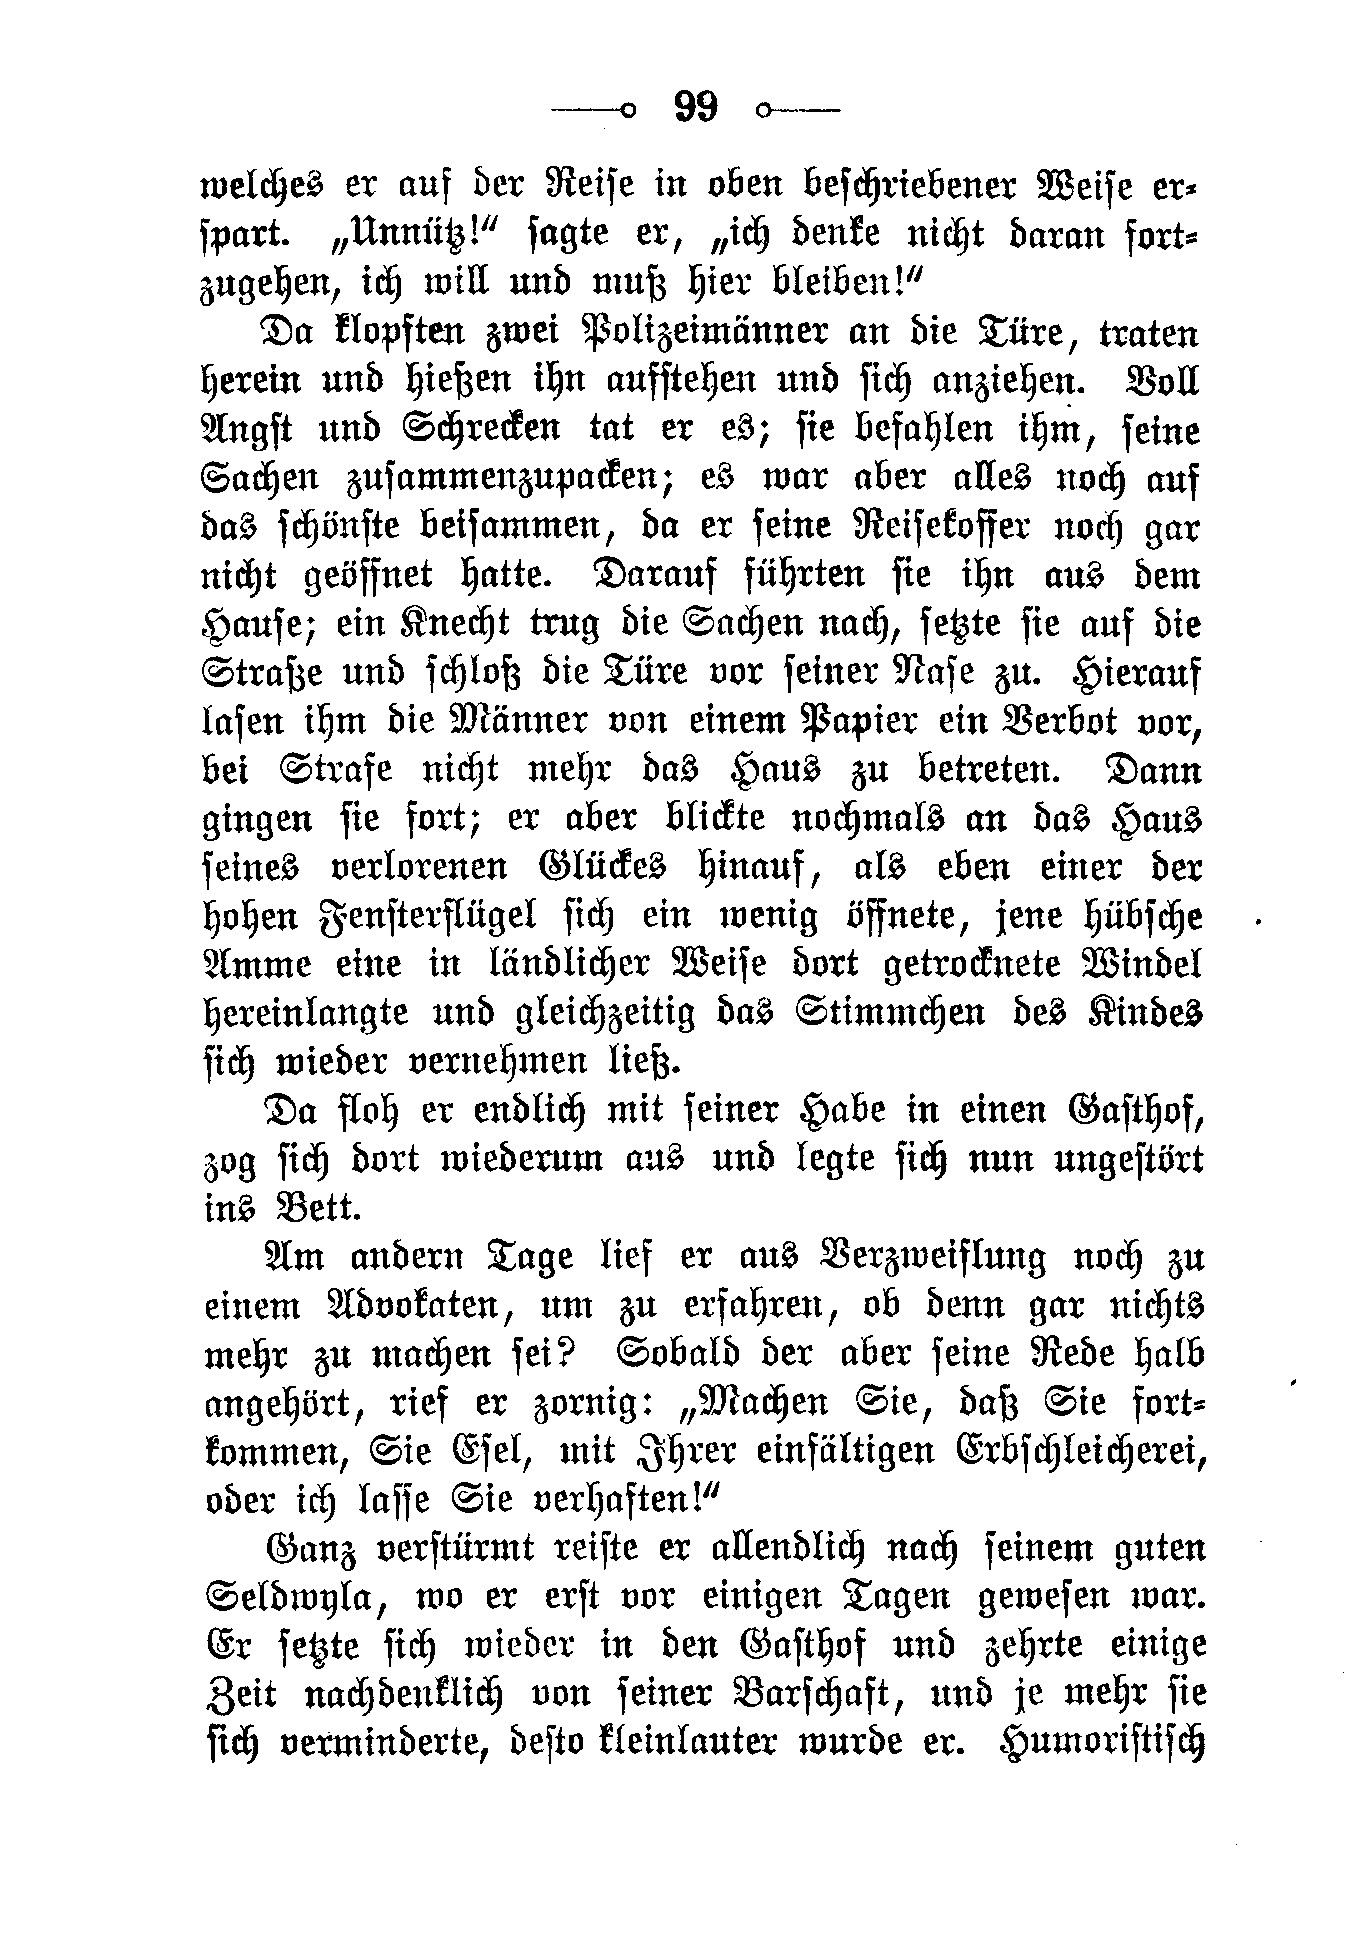 99
welches er auf der Reise in oben beschriebener Weise er-
spart. „Unnütz!“ sagte er, „ich denke nicht daran fort-
zugehen, ich will und muß hier bleiben!“
Da klopften zwei Polizeimänner an die Türe, traten
herein und hießen ihn aufstehen und sich anziehen. Voll
Angst und Schrecken tat er es; sie befahlen ihm, seine
Sachen zusammenzupacken; es war aber alles noch auf
das schönste beisammen, da er seine Reisekoffer noch gar
nicht geöffnet hatte. Darauf führten sie ihn aus dem
Hause; ein Knecht trug die Sachen nach, setzte sie auf die
Straße und schloß die Türe vor seiner Nase zu. Hierauf
lasen ihm die Männer von einem Papier ein Verbot vor,
bei Strafe nicht mehr das Haus zu betreten. Dann
gingen sie fort; er aber blickte nochmals an das Haus
seines verlorenen Glückes hinauf, als eben einer der
hohen Fensterflügel sich ein wenig öffnete, jene hübsche
Amme eine in ländlicher Weise dort getrocknete Windel
hereinlangte und gleichzeitig das Stimmchen des Kindes
sich wieder vernehmen ließ.
Da floh er endlich mit seiner Habe in einen Gasthof,
zog sich dort wiederum aus und legte sich nun ungestört
ins Bett.
Am andern Tage lief er aus Verzweiflung noch zu
einem Advokaten, um zu erfahren, ob denn gar nichts
mehr zu machen sei? Sobald der aber seine Rede halb
angehört, rief er zornig: „Machen Sie, daß Sie fort-
kommen, Sie Esel, mit Ihrer einfältigen Erbschleicherei,
oder ich lasse Sie verhaften!“
Ganz verstürmt reiste er allendlich nach seinem guten
Seldwyla, wo er erst vor einigen Tagen gewesen war.
Er setzte sich wieder in den Gasthof und zehrte einige
Zeit nachdenklich von seiner Barschaft, und je mehr sie
sich verminderte, desto kleinlauter wurde er. Humoristisch